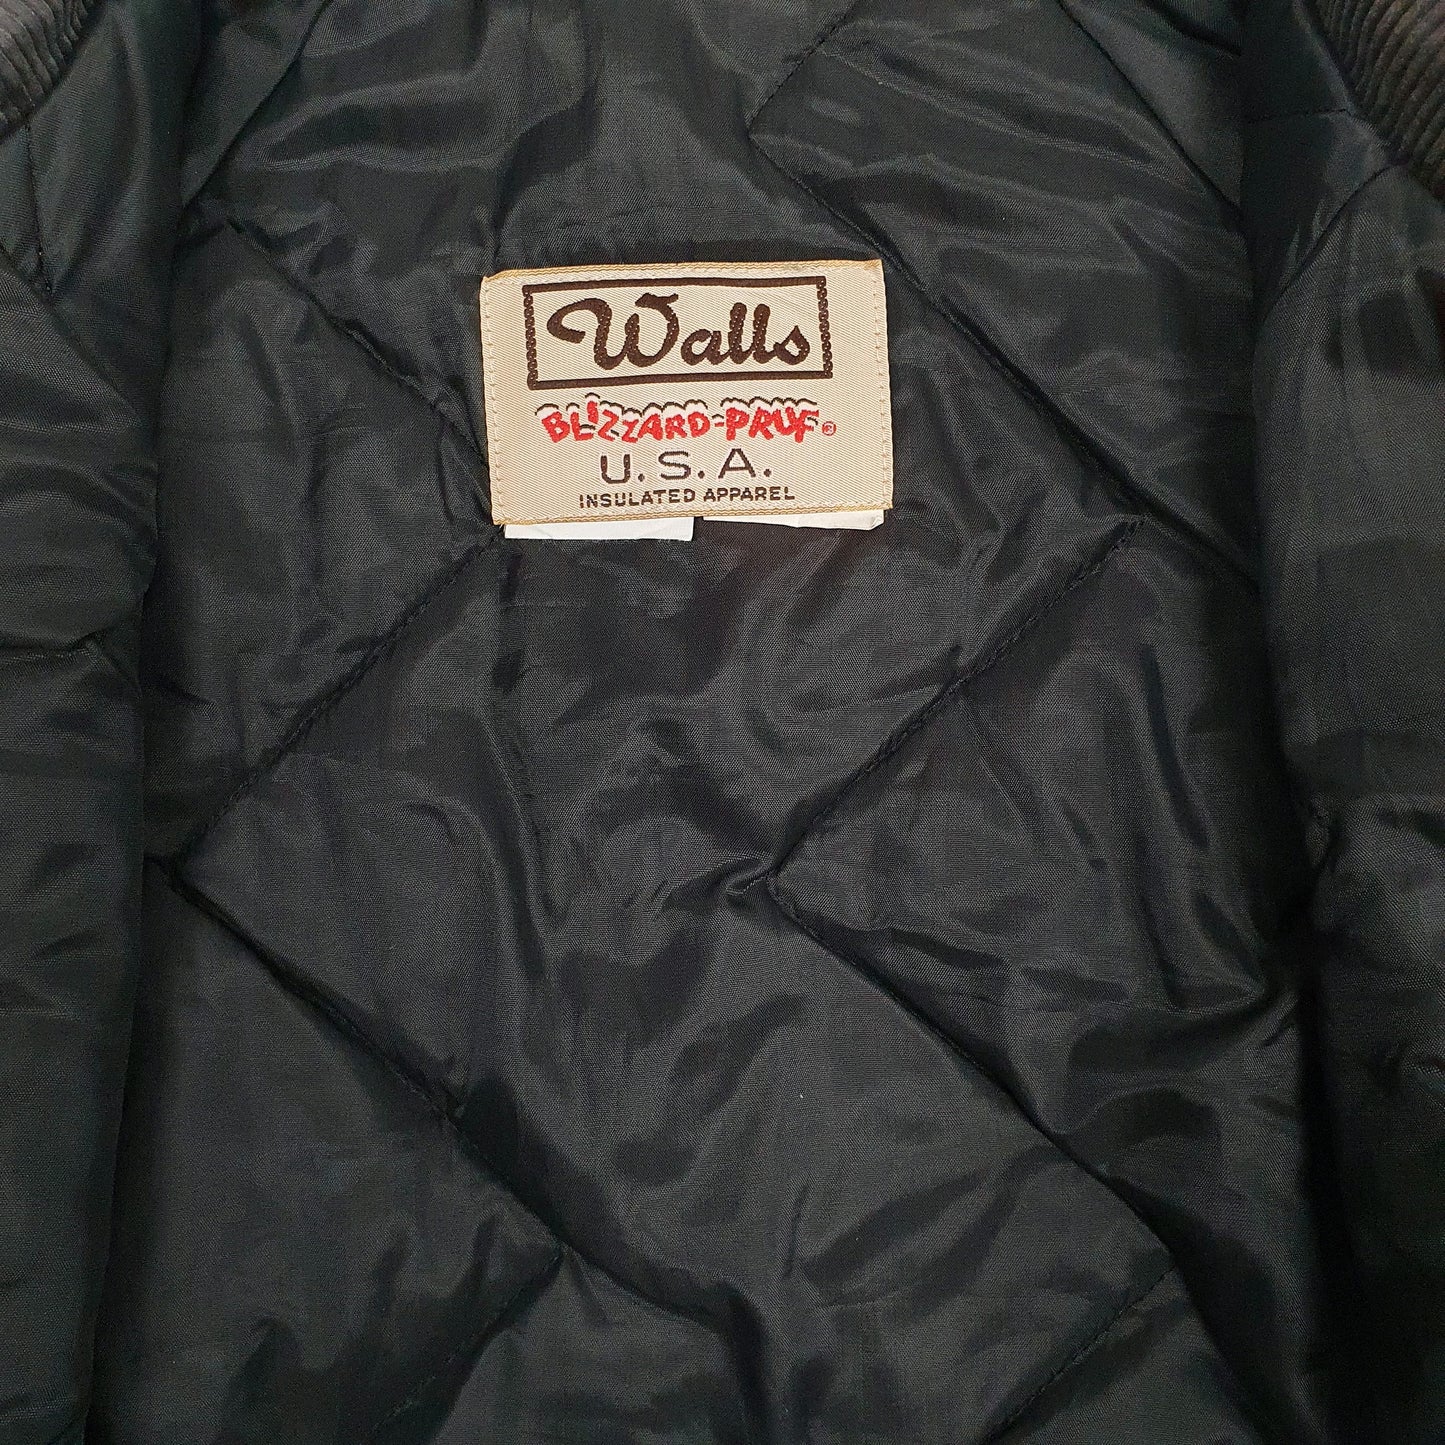 Walls
BLIZZARD-PRUF®
U.S.A.
INSULATED APPAREL